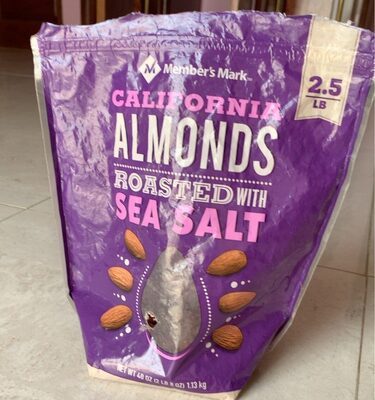 Member's Mark™
2.5
LB
CALIFORNIA
ALMONDS
ROASTED WITH
SEA SALT
NET WT 40 OZ (2 LB 8 OZ) 1.13 kg